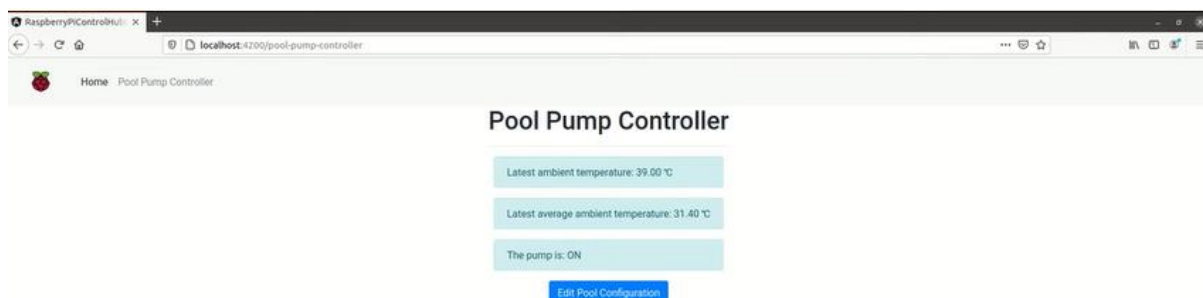 RaspberryPiControlHub
localhost:4200/pool-pump-controller
Home Pool Pump Controller
Pool Pump Controller
Latest ambient temperature: 39.00 °C
Latest average ambient temperature: 31.40 °C
The pump is: ON
Edit Pool Configuration